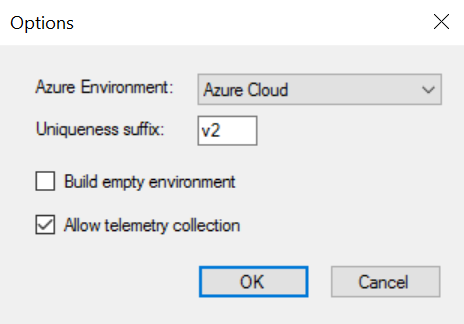 Options
Azure Environment: Azure Cloud
Uniqueness suffix: v2
Build empty environment
Allow telemetry collection
OK Cancel